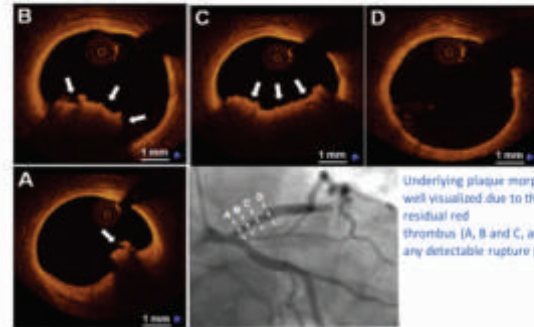 B
C
D
1 mm
1 mm
1 mm
A
1 mm
A B C D
Underlying plaque morp
well visualized due to th
residual red
thrombus (A, B and C, a
any detectable rupture